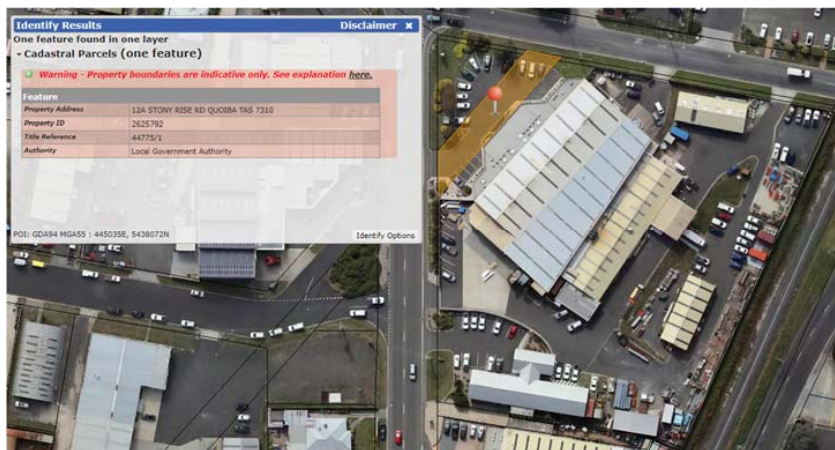 Identify Results Disclaimer ×
One feature found in one layer
Cadastral Parcels (one feature)
Warning - Property boundaries are indicative only. See explanation here.
Feature
Property Address 12A STONY RISE RD QUOIBA TAS 7310
Property ID 2625792
Title Reference 44775/1
Authority Local Government Authority
POI: GDA94 MGA55 : 445035E, 5438072N Identify Options